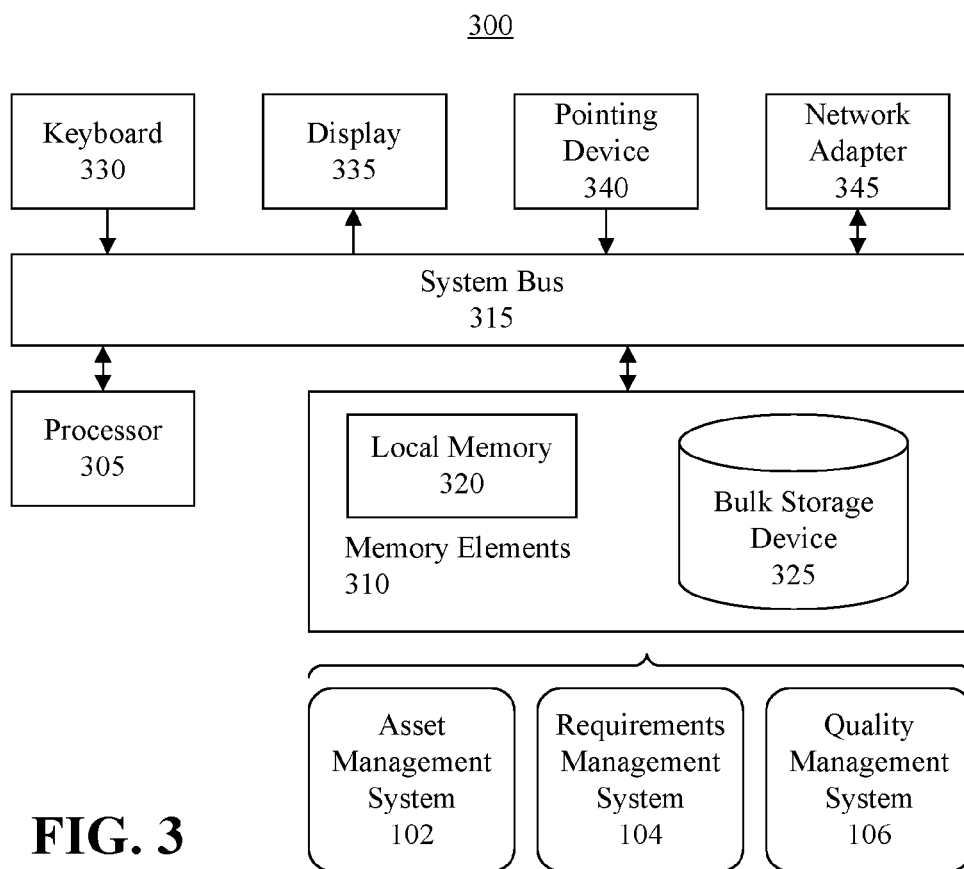 300
Keyboard
330
Display
335
Pointing
Device
340
Network
Adapter
345
System Bus
315
Processor
305
Local Memory
320
Memory Elements
310
Bulk Storage
Device
325
Asset
Management
System
102
Requirements
Management
System
104
Quality
Management
System
106
FIG. 3